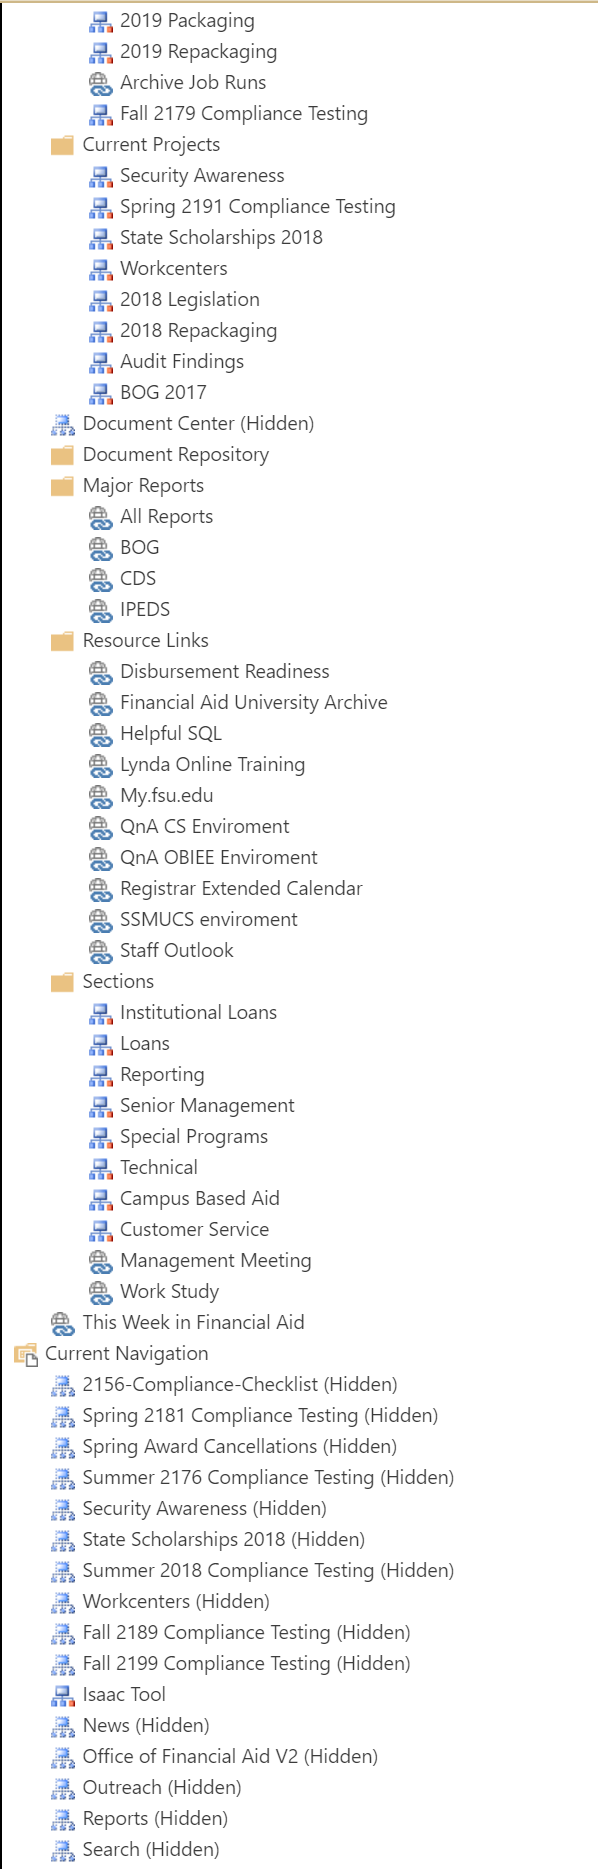 2019 Packaging
2019 Repackaging
Archive Job Runs
Fall 2179 Compliance Testing
Current Projects
Security Awareness
Spring 2191 Compliance Testing
State Scholarships 2018
Workcenters
2018 Legislation
2018 Repackaging
Audit Findings
BOG 2017
Document Center (Hidden)
Document Repository
Major Reports
All Reports
BOG
CDS
IPEDS
Resource Links
Disbursement Readiness
Financial Aid University Archive
Helpful SQL
Lynda Online Training
My.fsu.edu
QnA CS Enviroment
QnA OBIEE Enviroment
Registrar Extended Calendar
SSMUCS enviroment
Staff Outlook
Sections
Institutional Loans
Loans
Reporting
Senior Management
Special Programs
Technical
Campus Based Aid
Customer Service
Management Meeting
Work Study
This Week in Financial Aid
Current Navigation
2156-Compliance-Checklist (Hidden)
Spring 2181 Compliance Testing (Hidden)
Spring Award Cancellations (Hidden)
Summer 2176 Compliance Testing (Hidden)
Security Awareness (Hidden)
State Scholarships 2018 (Hidden)
Summer 2018 Compliance Testing (Hidden)
Workcenters (Hidden)
Fall 2189 Compliance Testing (Hidden)
Fall 2199 Compliance Testing (Hidden)
Isaac Tool
News (Hidden)
Office of Financial Aid V2 (Hidden)
Outreach (Hidden)
Reports (Hidden)
Search (Hidden)